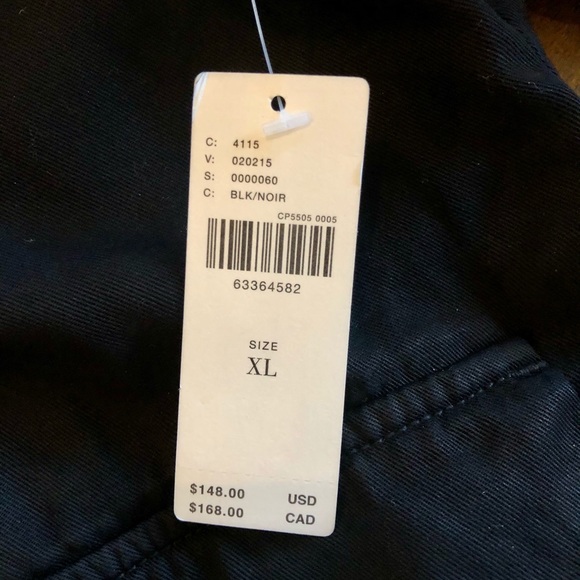 C: 4115
V: 020215
S: 0000060
C: BLK/NOIR
CP5505 0005
63364582
SIZE
XL
$148.00 USD
$168.00 CAD